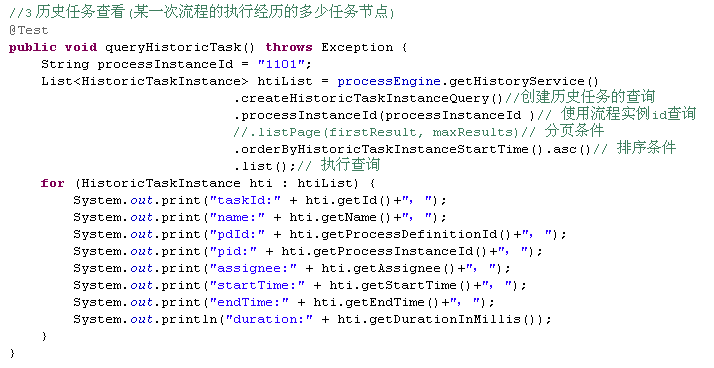 //3历史任务查看(某一次流程的执行经历的多少任务节点)
@Test
public void queryHistoricTask() throws Exception {
    String processInstanceId = "1101";
    List<HistoricTaskInstance> htiList = processEngine.getHistoryService()
                            .createHistoricTaskInstanceQuery()//创建历史任务的查询
                            .processInstanceId(processInstanceId )// 使用流程实例id查询
                            //.listPage(firstResult, maxResults)// 分页条件
                            .orderByHistoricTaskInstanceStartTime().asc()// 排序条件
                            .list();// 执行查询
    for (HistoricTaskInstance hti : htiList) {
        System.out.print("taskId:" + hti.getId()+", ");
        System.out.print("name:" + hti.getName()+", ");
        System.out.print("pdId:" + hti.getProcessDefinitionId()+", ");
        System.out.print("pid:" + hti.getProcessInstanceId()+", ");
        System.out.print("assignee:" + hti.getAssignee()+", ");
        System.out.print("startTime:" + hti.getStartTime()+", ");
        System.out.print("endTime:" + hti.getEndTime()+", ");
        System.out.println("duration:" + hti.getDurationInMillis());
    }
}